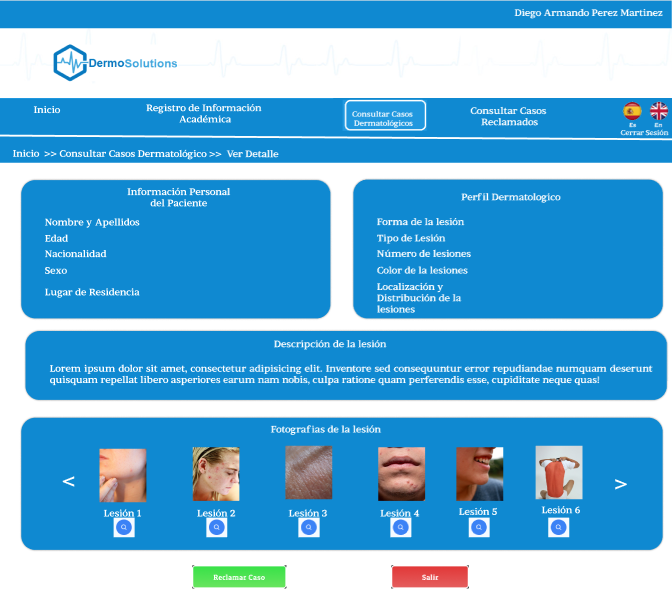 Diego Armando Perez Martinez
DermoSolutions
Inicio
Registro de Información
Académica
Consultar Casos
Dermatológicos
Consultar Casos
Reclamados
Es
En
Cerrar Sesión
Inicio >> Consultar Casos Dermatológico >> Ver Detalle
Información Personal
del Paciente
Nombre y Apellidos
Edad
Nacionalidad
Sexo
Lugar de Residencia
Perfil Dermatologico
Forma de la lesión
Tipo de Lesión
Número de lesiones
Color de la lesiones
Localización y
Distribución de la
lesiones
Descripción de la lesión
Lorem ipsum dolor sit amet, consectetur adipisicing elit. Inventore sed consequuntur error repudiandae numquam deserunt
quisquam repellat libero asperiores earum nam nobis, culpa ratione quam perferendis esse, cupiditate neque quas!
Fotografias de la lesión
<
>
Lesión 1
Lesión 2
Lesión 3
Lesión 4
Lesión 5
Lesión 6
Reclamar Caso
Salir